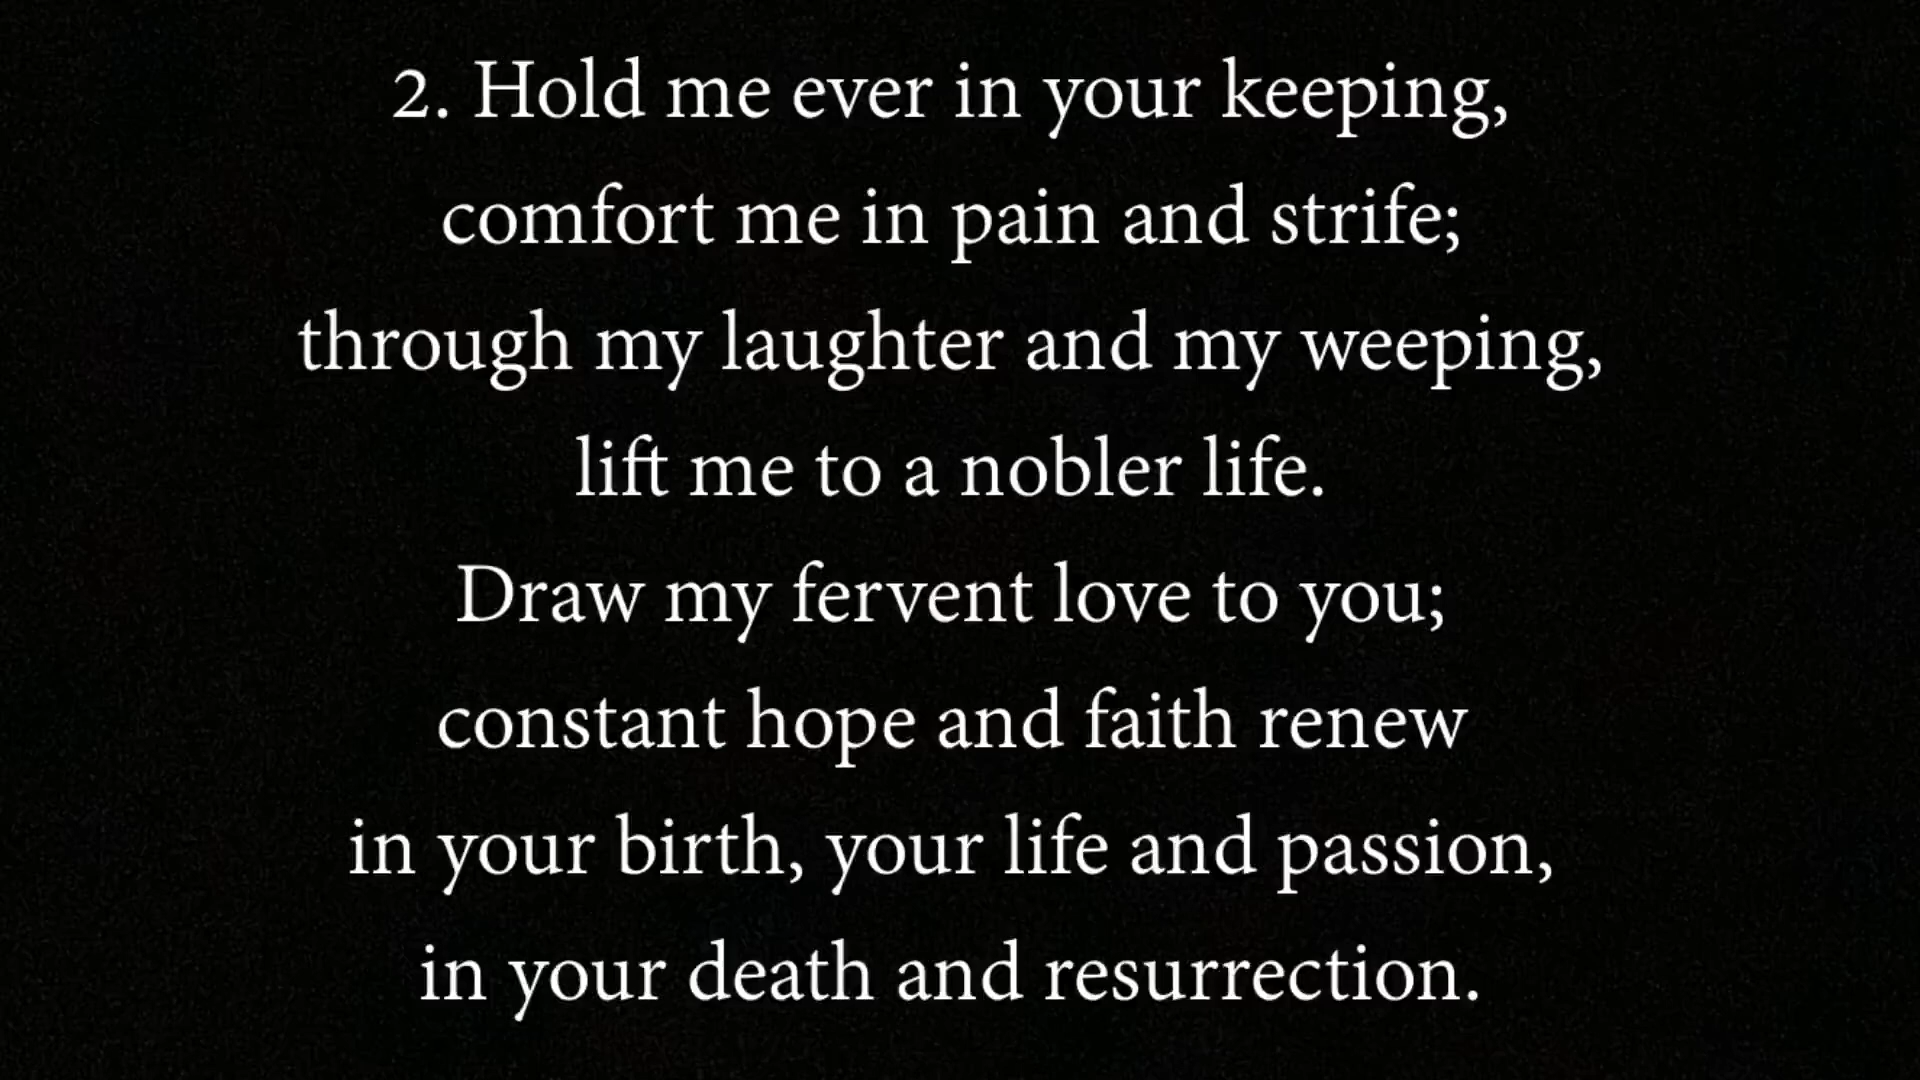 2. Hold me ever in your keeping,
comfort me in pain and strife;
through my laughter and my weeping,
lift me to a nobler life.
Draw my fervent love to you;
constant hope and faith renew
in your birth, your life and passion,
in your death and resurrection.